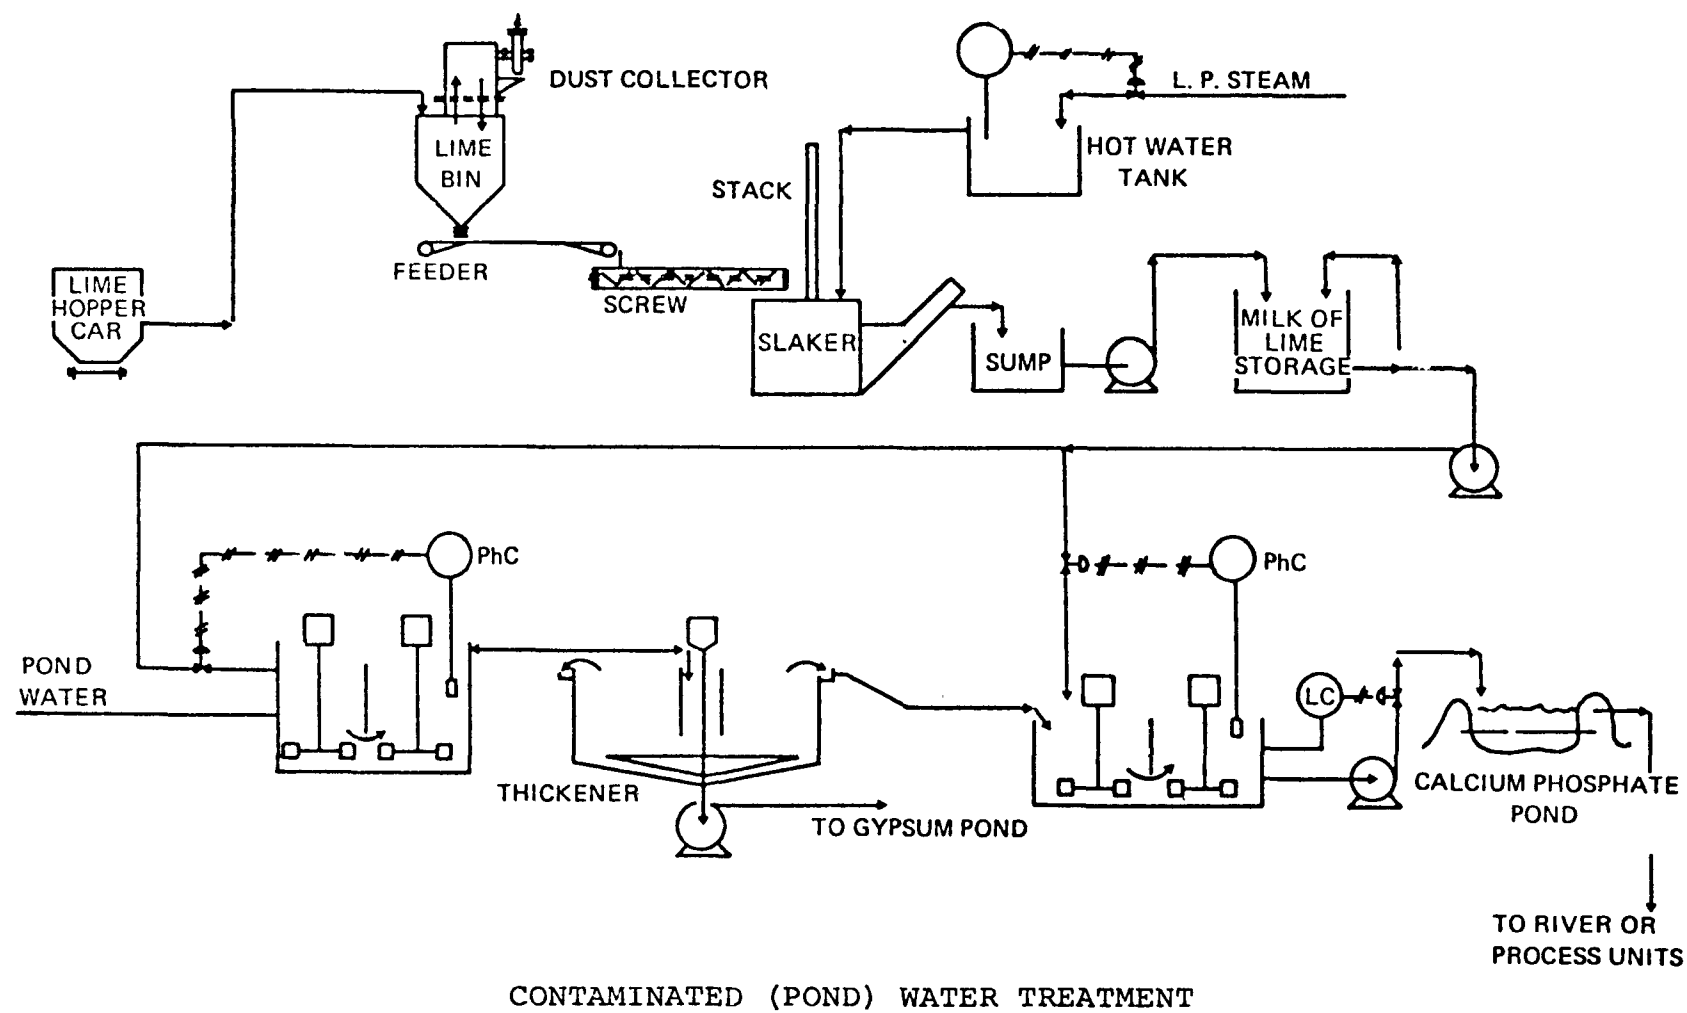 DUST COLLECTOR
L. P. STEAM
LIME
BIN
HOT WATER
TANK
STACK
FEEDER
LIME
HOPPER
CAR
SCREW
SLAKER
SUMP
MILK OF
LIME
STORAGE
PhC
PhC
POND
WATER
LC
THICKENER
CALCIUM PHOSPHATE
POND
TO GYPSUM POND
TO RIVER OR
PROCESS UNITS
CONTAMINATED (POND) WATER TREATMENT